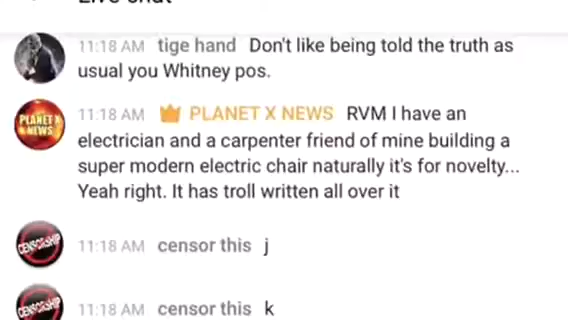 Live chat
11:18 AM tige hand Don't like being told the truth as
usual you Whitney pos.
PLANET X
NEWS
11:18 AM PLANET X NEWS RVM I have an
electrician and a carpenter friend of mine building a
super modern electric chair naturally it's for novelty...
Yeah right. It has troll written all over it
CENSORSHIP
11:18 AM censor this j
CENSORSHIP
11:18 AM censor this k